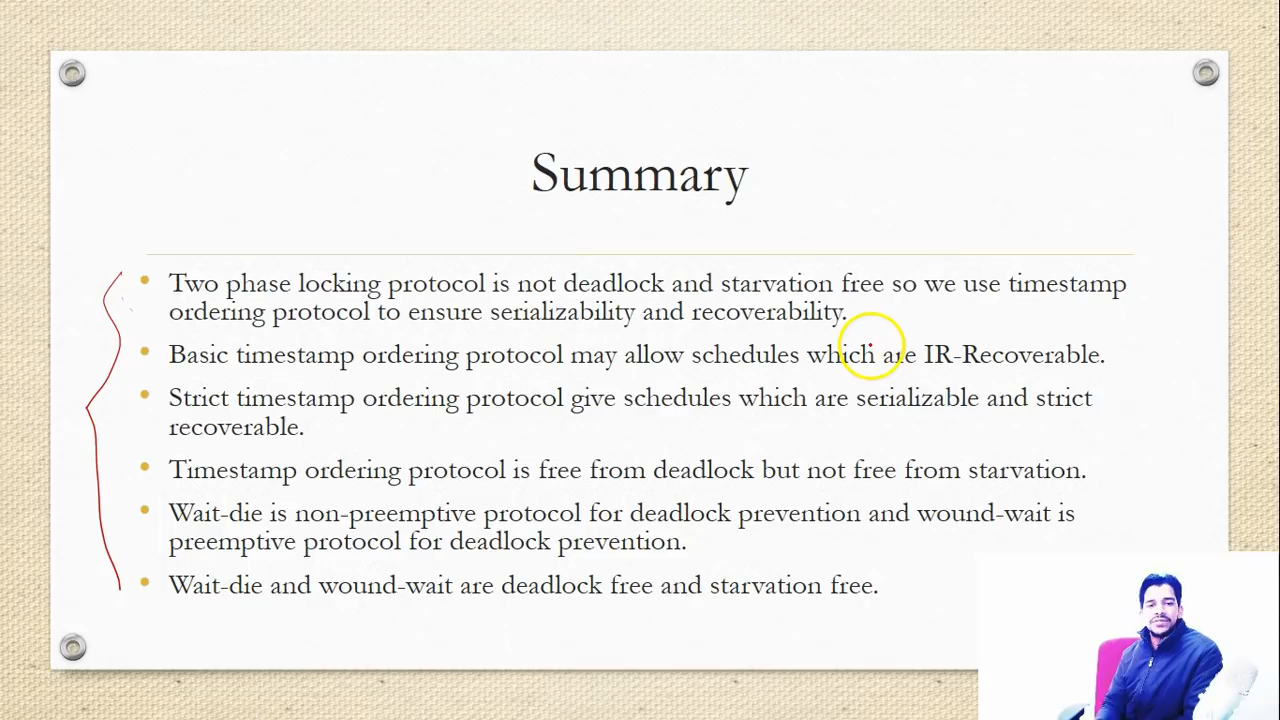 Summary
Two phase locking protocol is not deadlock and starvation free so we use timestamp
ordering protocol to ensure serializability and recoverability.
Basic timestamp ordering protocol may allow schedules which are IR-Recoverable.
Strict timestamp ordering protocol give schedules which are serializable and strict
recoverable.
Timestamp ordering protocol is free from deadlock but not free from starvation.
Wait-die is non-preemptive protocol for deadlock prevention and wound-wait is
preemptive protocol for deadlock prevention.
Wait-die and wound-wait are deadlock free and starvation free.